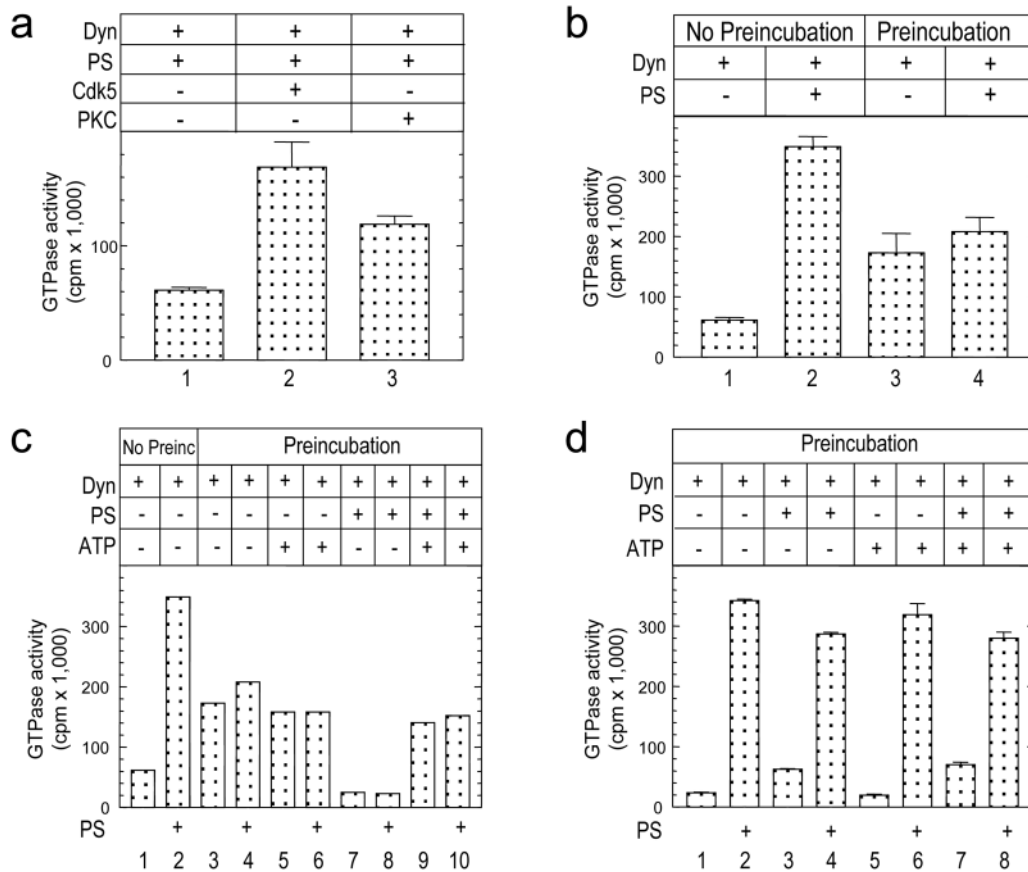 a
Dyn + + +
PS + + +
Cdk5 - + -
PKC - - +
GTPase activity
(cpm x 1,000)
100
0
1 2 3
b
No Preincubation Preincubation
Dyn + + + +
PS - + - +
GTPase activity
(cpm x 1,000)
300
200
100
0
1 2 3 4
c
No Preinc Preincubation
Dyn + + + + + + + + + +
PS - - - - - - + + + +
ATP - - - - + + - - + +
GTPase activity
(cpm x 1,000)
300
200
100
0
PS + + + + +
1 2 3 4 5 6 7 8 9 10
d
Preincubation
Dyn + + + + + + + +
PS - - + + - - + +
ATP - - - - + + + +
GTPase activity
(cpm x 1,000)
300
200
100
0
PS + + + +
1 2 3 4 5 6 7 8